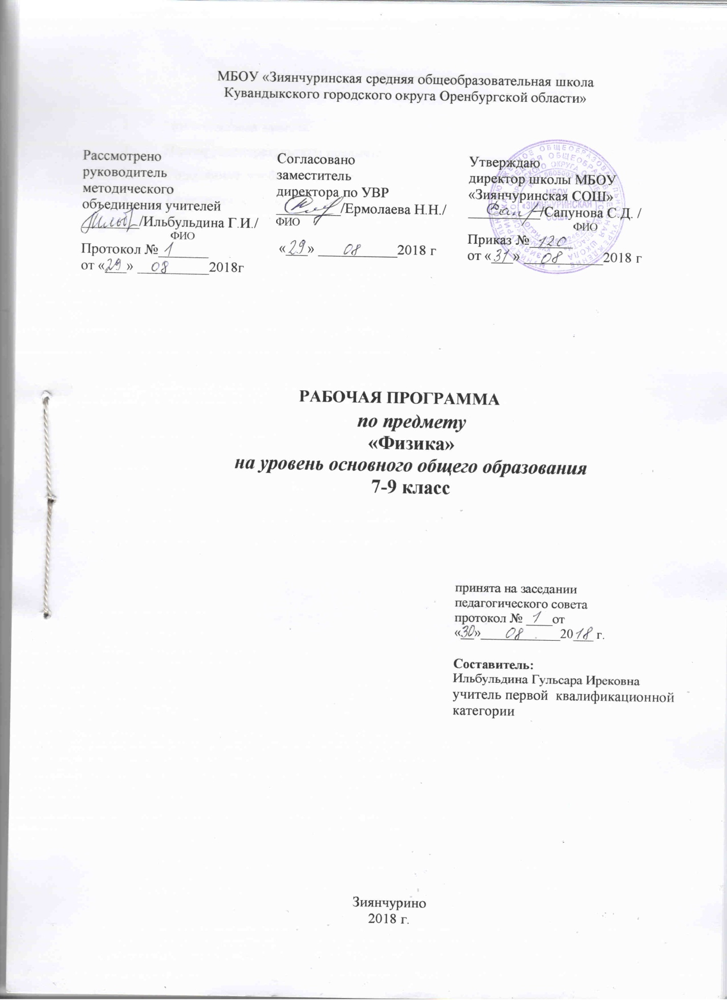 МБОУ «Зиянчуринская средняя общеобразовательная школа
Кувандыкского городского округа Оренбургской области»
Рассмотрено
руководитель
методического
объединения учителей
/Ильбульдина Г.И./
ФИО
Протокол № 1
от «29» 08 2018г
Согласовано
заместитель
директора по УВР
/Ермолаева Н.Н./
ФИО
«29» 08 2018 г
Утверждаю
директор школы МБОУ
«Зиянчуринская СОШ»
/Сапунова С.Д. /
ФИО
Приказ № 120
от «31» 08 2018 г
МБОУ
«ЗИЯНЧУРИНСКАЯ
СОШ»
РАБОЧАЯ ПРОГРАММА
по предмету
«Физика»
на уровень основного общего образования
7-9 класс
принята на заседании
педагогического совета
протокол № 1 от
«30» 08 2018 г.
Составитель:
Ильбульдина Гульсара Ирековна
учитель первой квалификационной
категории
Зиянчурино
2018 г.